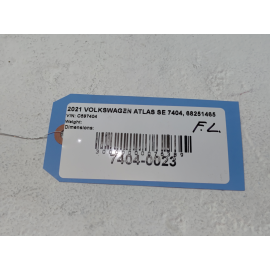 2021 VOLKSWAGEN ATLAS SE 7404, 68251465
VIN: C597404
Weight:
Dimensions:
F.L.
7404-0023